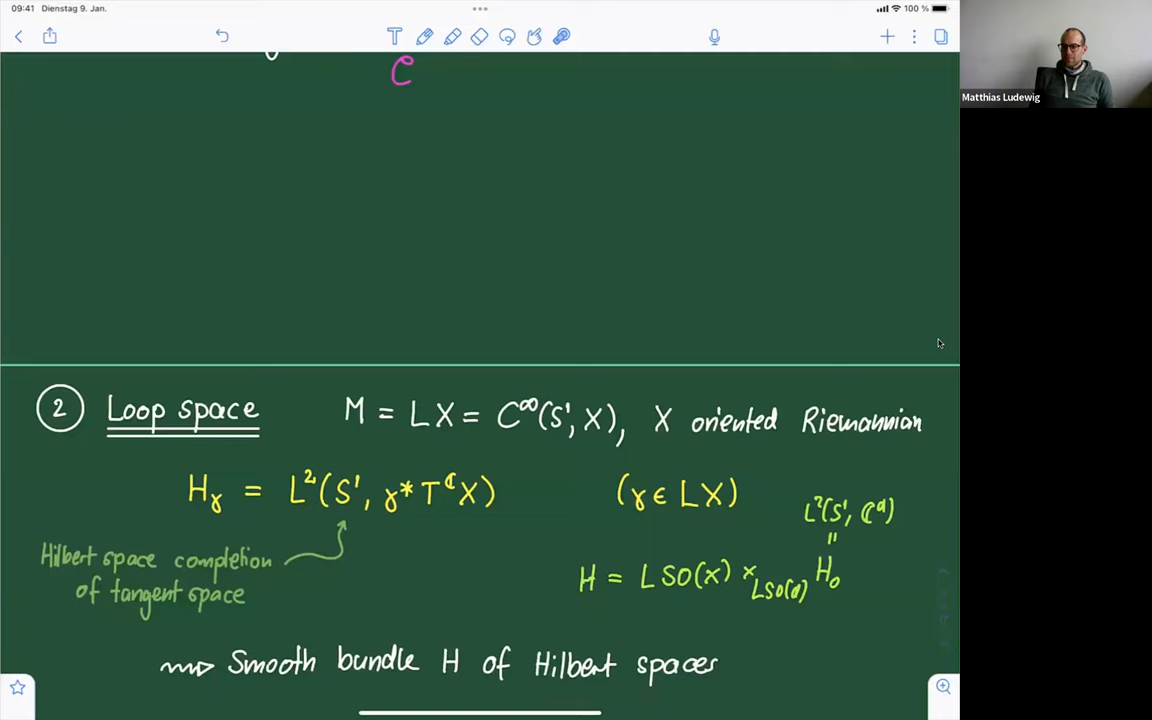 09:41 Dienstag 9. Jan.
100 %
Matthias Ludewig
C
② Loop space M = LX = C^∞(S¹, X), X oriented Riemannian
H_γ = L²(S¹, γ* T^ℂ X) (γ ∈ LX)
L²(S¹, ℂ^d)
=
Hilbert space completion
of tangent space
H = LSO(X) ×_{LSO(d)} H_0
⇝ Smooth bundle H of Hilbert spaces